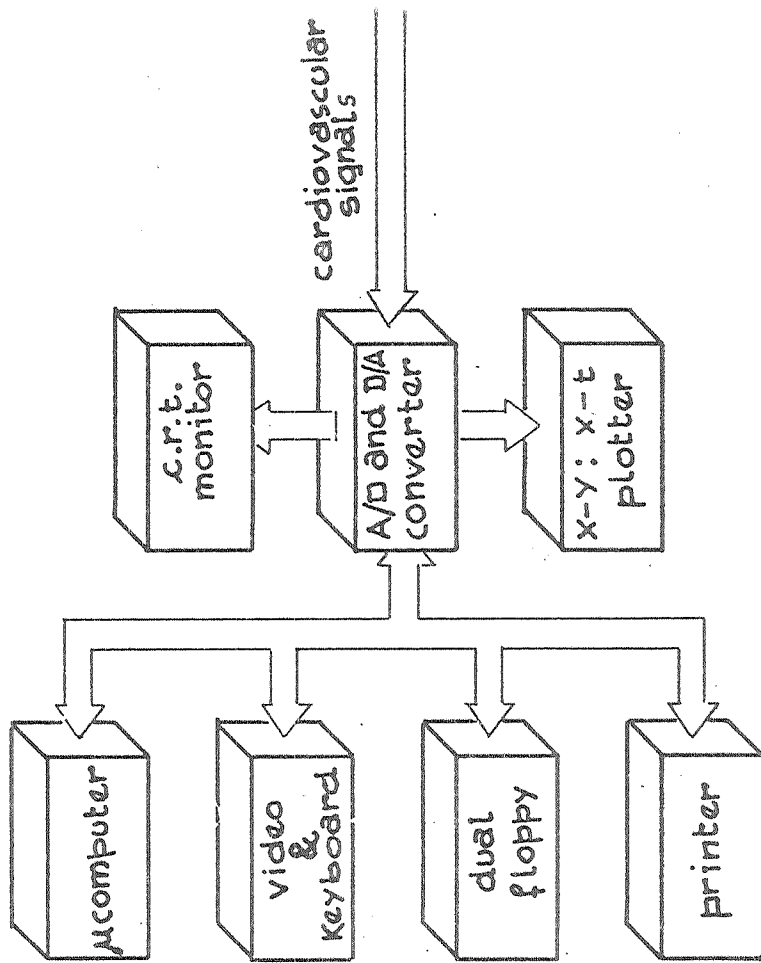 cardiovascular
signals
c.r.t.
monitor
A/D and D/A
converter
x-y: x-t
plotter
µcomputer
video
&
keyboard
dual
floppy
printer